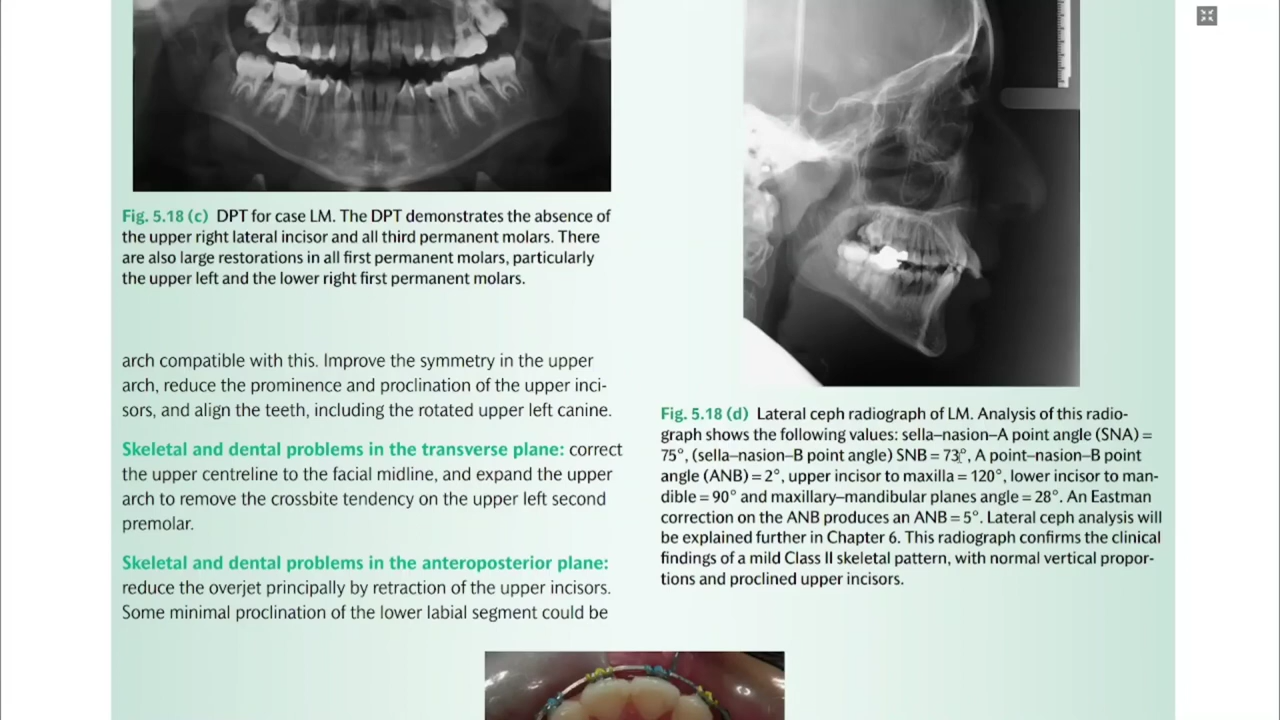 Fig. 5.18 (c) DPT for case LM. The DPT demonstrates the absence of
the upper right lateral incisor and all third permanent molars. There
are also large restorations in all first permanent molars, particularly
the upper left and the lower right first permanent molars.
arch compatible with this. Improve the symmetry in the upper
arch, reduce the prominence and proclination of the upper inci-
sors, and align the teeth, including the rotated upper left canine.
Skeletal and dental problems in the transverse plane: correct
the upper centreline to the facial midline, and expand the upper
arch to remove the crossbite tendency on the upper left second
premolar.
Skeletal and dental problems in the anteroposterior plane:
reduce the overjet principally by retraction of the upper incisors.
Some minimal proclination of the lower labial segment could be
Fig. 5.18 (d) Lateral ceph radiograph of LM. Analysis of this radio-
graph shows the following values: sella–nasion–A point angle (SNA) =
75°, (sella–nasion–B point angle) SNB = 73°, A point–nasion–B point
angle (ANB) = 2°, upper incisor to maxilla = 120°, lower incisor to man-
dible = 90° and maxillary–mandibular planes angle = 28°. An Eastman
correction on the ANB produces an ANB = 5°. Lateral ceph analysis will
be explained further in Chapter 6. This radiograph confirms the clinical
findings of a mild Class II skeletal pattern, with normal vertical propor-
tions and proclined upper incisors.